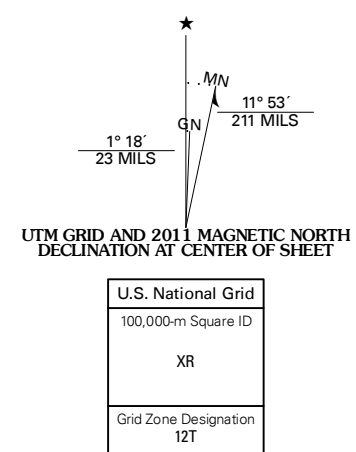 MN
GN
11° 53´
211 MILS
1° 18´
23 MILS
UTM GRID AND 2011 MAGNETIC NORTH
DECLINATION AT CENTER OF SHEET
U.S. National Grid
100,000-m Square ID
XR
Grid Zone Designation
12T